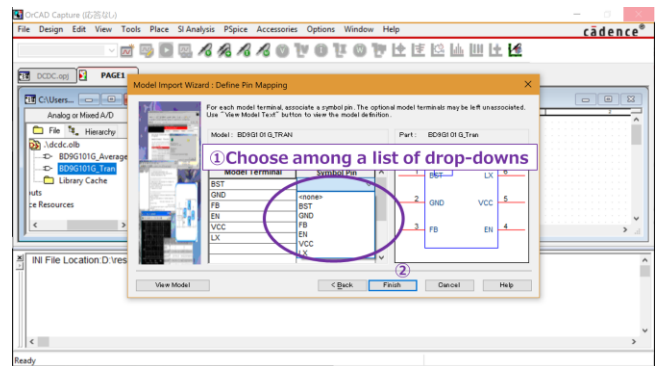 OrCAD Capture (応答なし)
File Design Edit View Tools Place SI Analysis PSpice Accessories Options Window Help
cādence®
DCDC.opj PAGE1
Model Import Wizard : Define Pin Mapping
C:\Users...
Analog or Mixed A/D
File Hierarchy
.\dcdc.olb
BD9G101G_Average
BD9G101G_Tran
Library Cache
uts
ce Resources
For each model terminal, associate a symbol pin. The optional model terminals may be left unassociated.
Use "View Model Text" button to view the model definition.
Model : BD9G101G_TRAN
Part : BD9G101G_Tran
①Choose among a list of drop-downs
Model Terminal Symbol Pin
BST
GND
FB
EN
VCC
LX
<none>
BST
GND
FB
EN
VCC
LX
1 BST LX 6
2 GND VCC 5
3 FB EN 4
②
View Model < Back Finish Cancel Help
INI File Location:D:\res
Ready